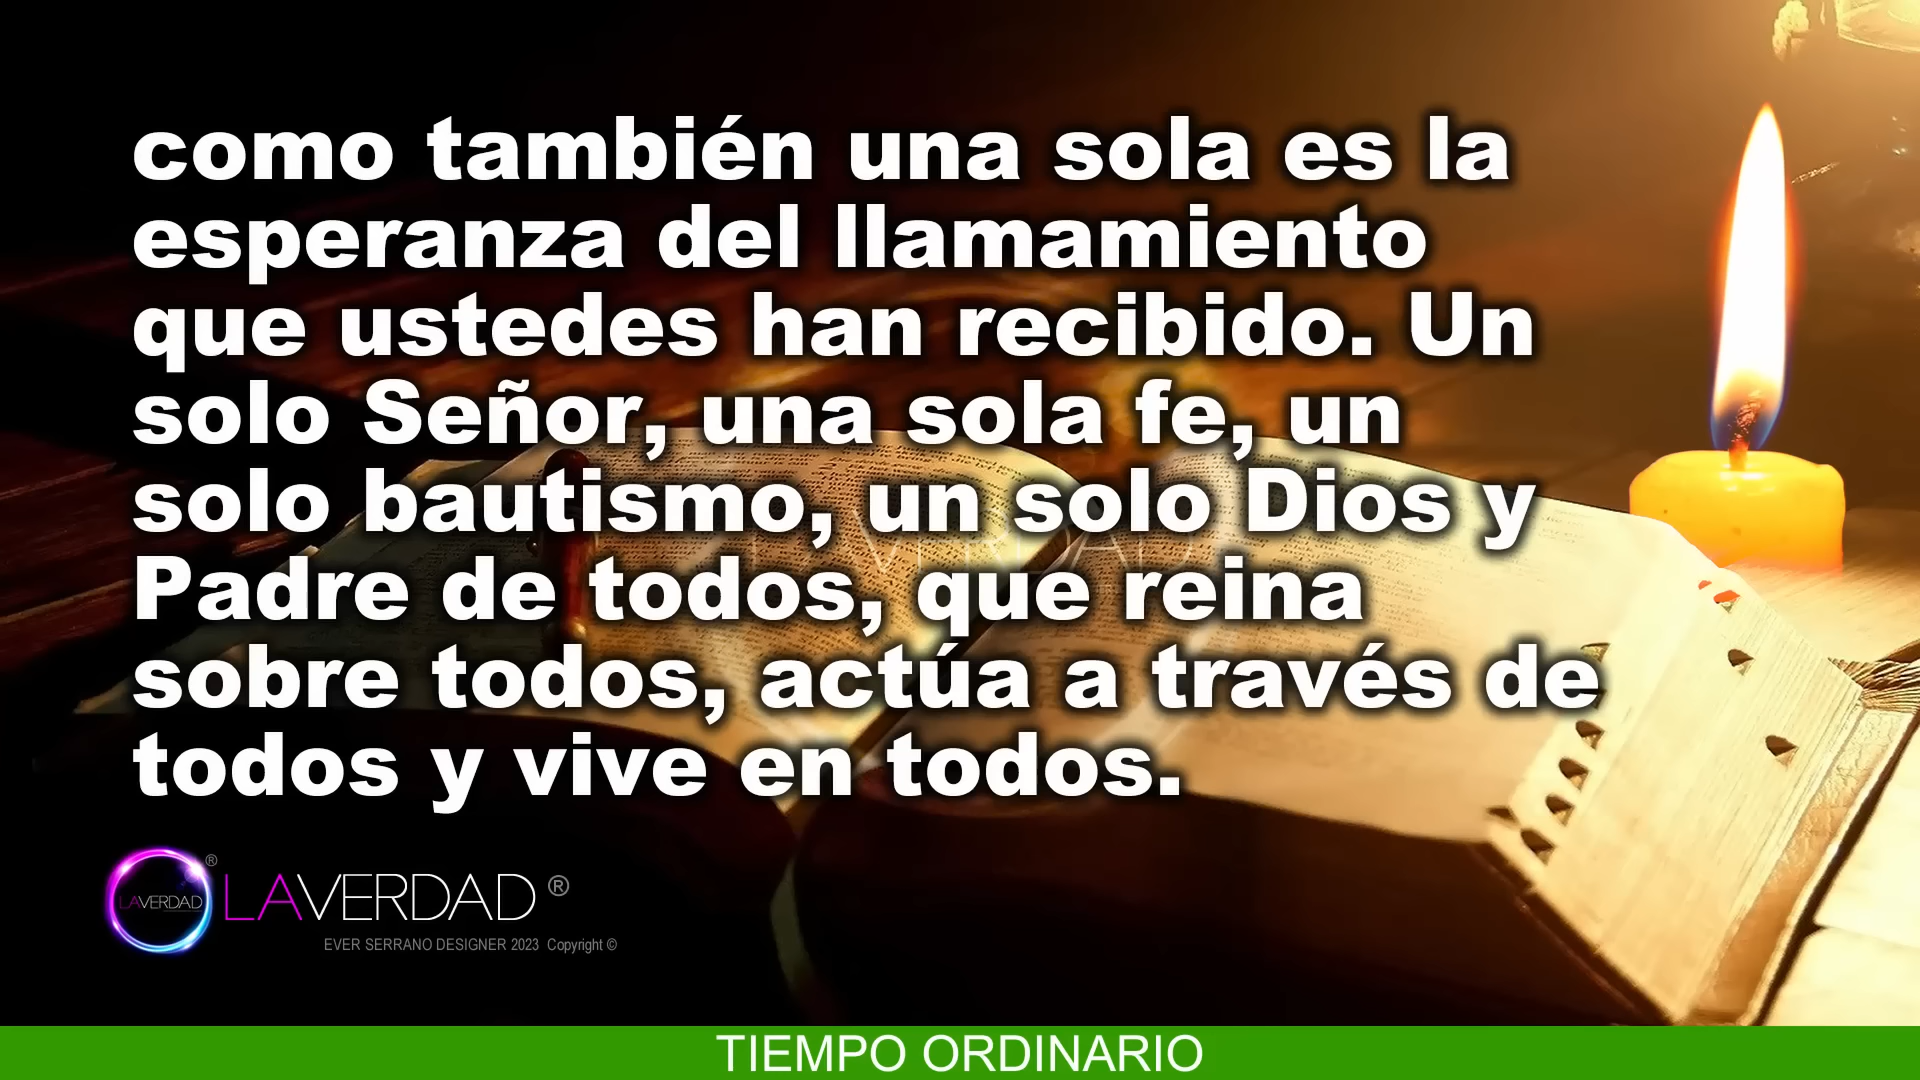 como también una sola es la
esperanza del llamamiento
que ustedes han recibido. Un
solo Señor, una sola fe, un
solo bautismo, un solo Dios y
Padre de todos, que reina
sobre todos, actúa a través de
todos y vive en todos.
LAVERDAD ®
LAVERDAD ®
EVER SERRANO DESIGNER 2023 Copyright ©
TIEMPO ORDINARIO